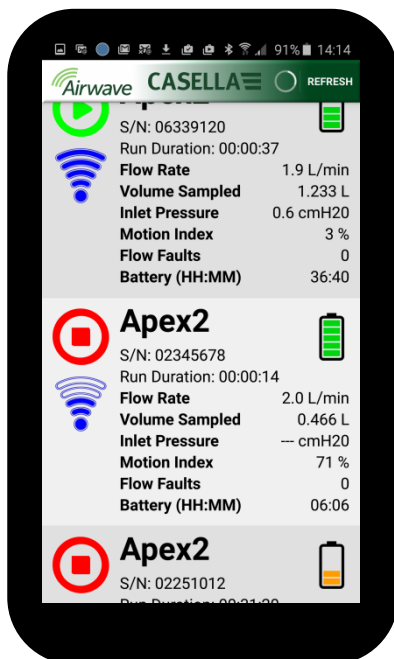 91% 14:14
Airwave CASELLA REFRESH
Apex2
S/N: 06339120
Run Duration: 00:00:37
Flow Rate 1.9 L/min
Volume Sampled 1.233 L
Inlet Pressure 0.6 cmH20
Motion Index 3 %
Flow Faults 0
Battery (HH:MM) 36:40
Apex2
S/N: 02345678
Run Duration: 00:00:14
Flow Rate 2.0 L/min
Volume Sampled 0.466 L
Inlet Pressure --- cmH20
Motion Index 71 %
Flow Faults 0
Battery (HH:MM) 06:06
Apex2
S/N: 02251012
Run Duration: